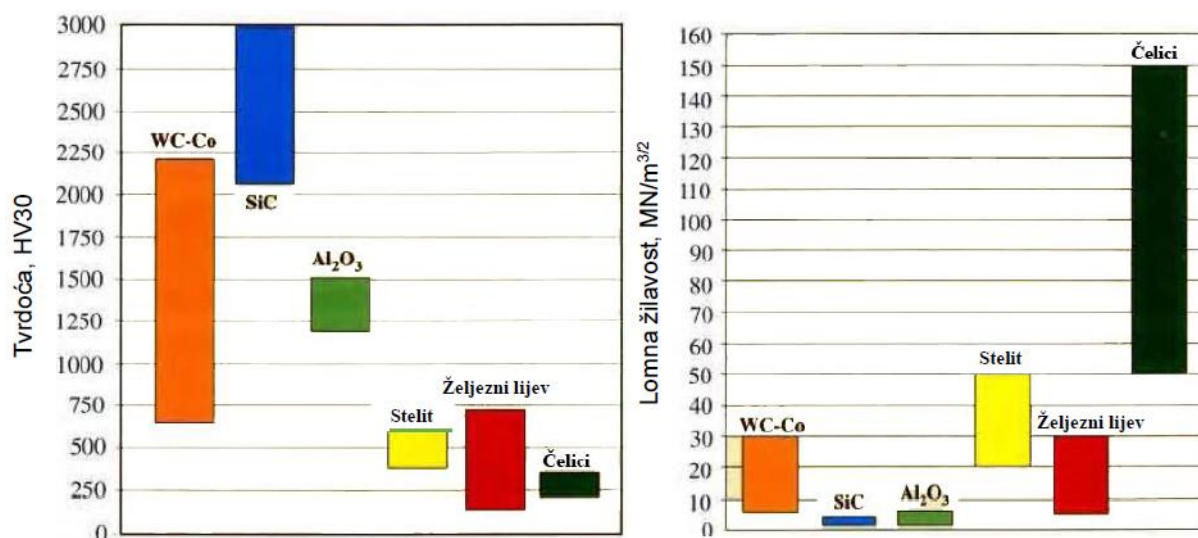 Tvrdoća, HV30
3000
2750
2500
2250
2000
1750
1500
1250
1000
750
500
250
0
WC-Co
SiC
Al₂O₃
Stelit
Željezni lijev
Čelici
Lomna žilavost, MN/m³ᐟ²
160
150
140
130
120
110
100
90
80
70
60
50
40
30
20
10
0
Čelici
Stelit
WC-Co
Željezni lijev
SiC
Al₂O₃